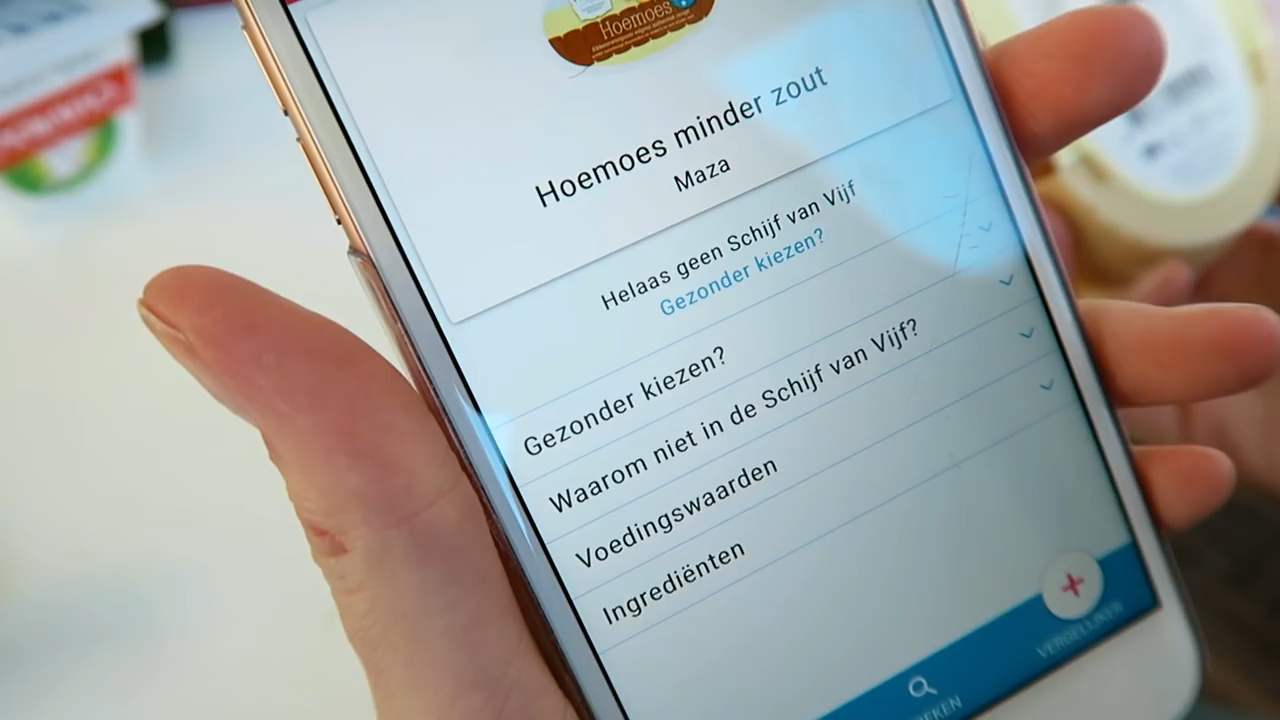 Hoemoes
Hoemoes minder zout
Maza
Helaas geen Schijf van Vijf
Gezonder kiezen?
Gezonder kiezen?
Waarom niet in de Schijf van Vijf?
Voedingswaarden
Ingrediënten
VERGELIJKER